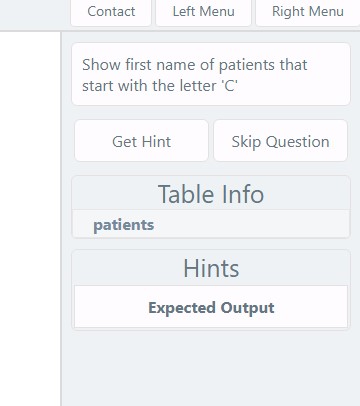 Contact Left Menu Right Menu
Show first name of patients that
start with the letter 'C'
Get Hint Skip Question
Table Info
patients
Hints
Expected Output